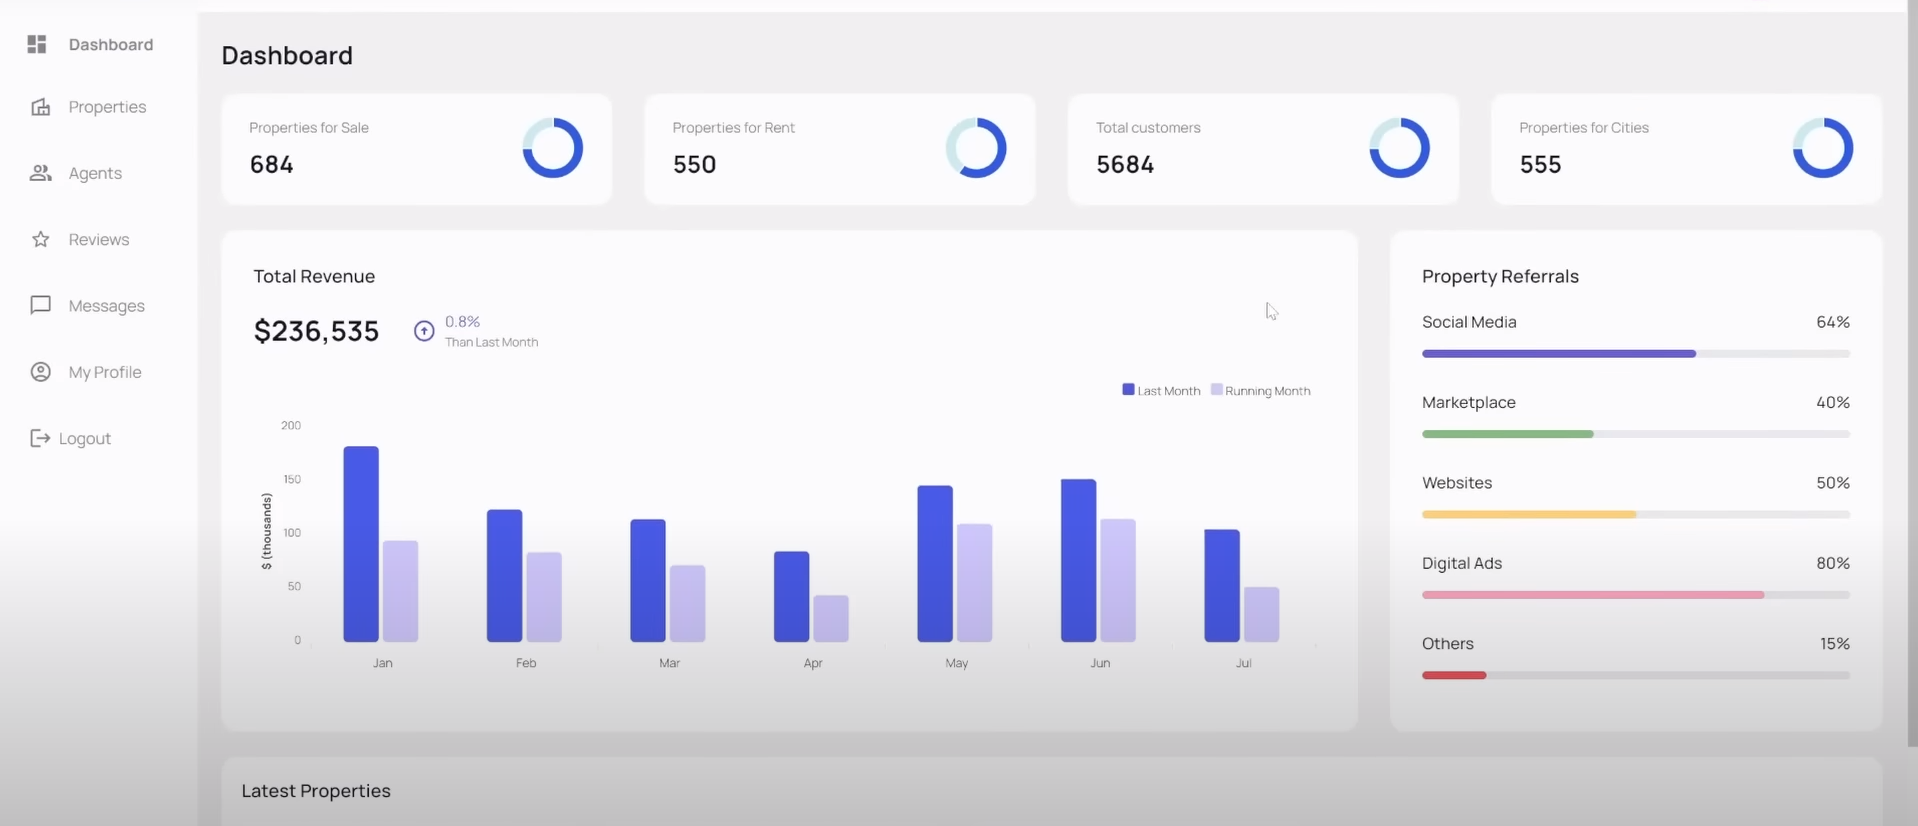 Dashboard
Properties
Agents
Reviews
Messages
My Profile
Logout
Dashboard
Properties for Sale
684
Properties for Rent
550
Total customers
5684
Properties for Cities
555
Total Revenue
$236,535
0.8%
Than Last Month
Last Month
Running Month
200
150
100
50
0
$ (thousands)
Jan
Feb
Mar
Apr
May
Jun
Jul
Property Referrals
Social Media
64%
Marketplace
40%
Websites
50%
Digital Ads
80%
Others
15%
Latest Properties